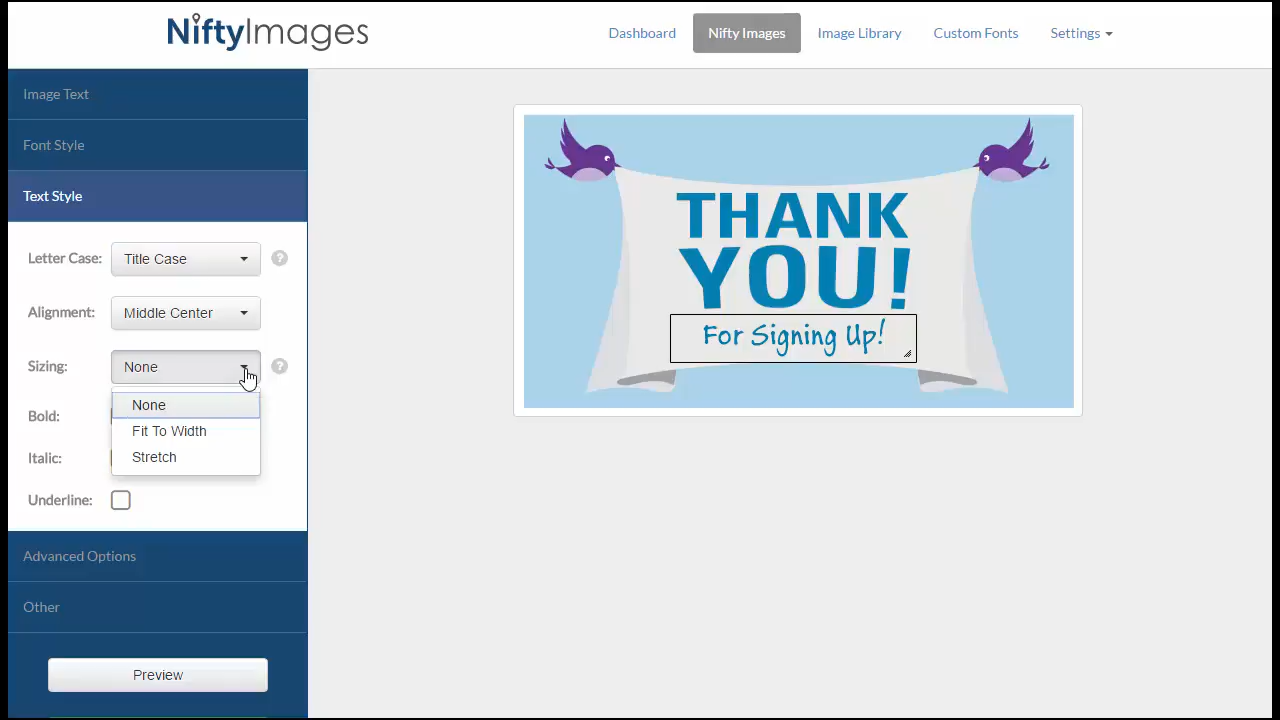 NiftyImages
Dashboard
Nifty Images
Image Library
Custom Fonts
Settings
Image Text
Font Style
Text Style
Letter Case: Title Case ?
Alignment: Middle Center
Sizing: None ?
None
Fit To Width
Stretch
Bold:
Italic:
Underline:
Advanced Options
Other
Preview
THANK
YOU!
For Signing Up!